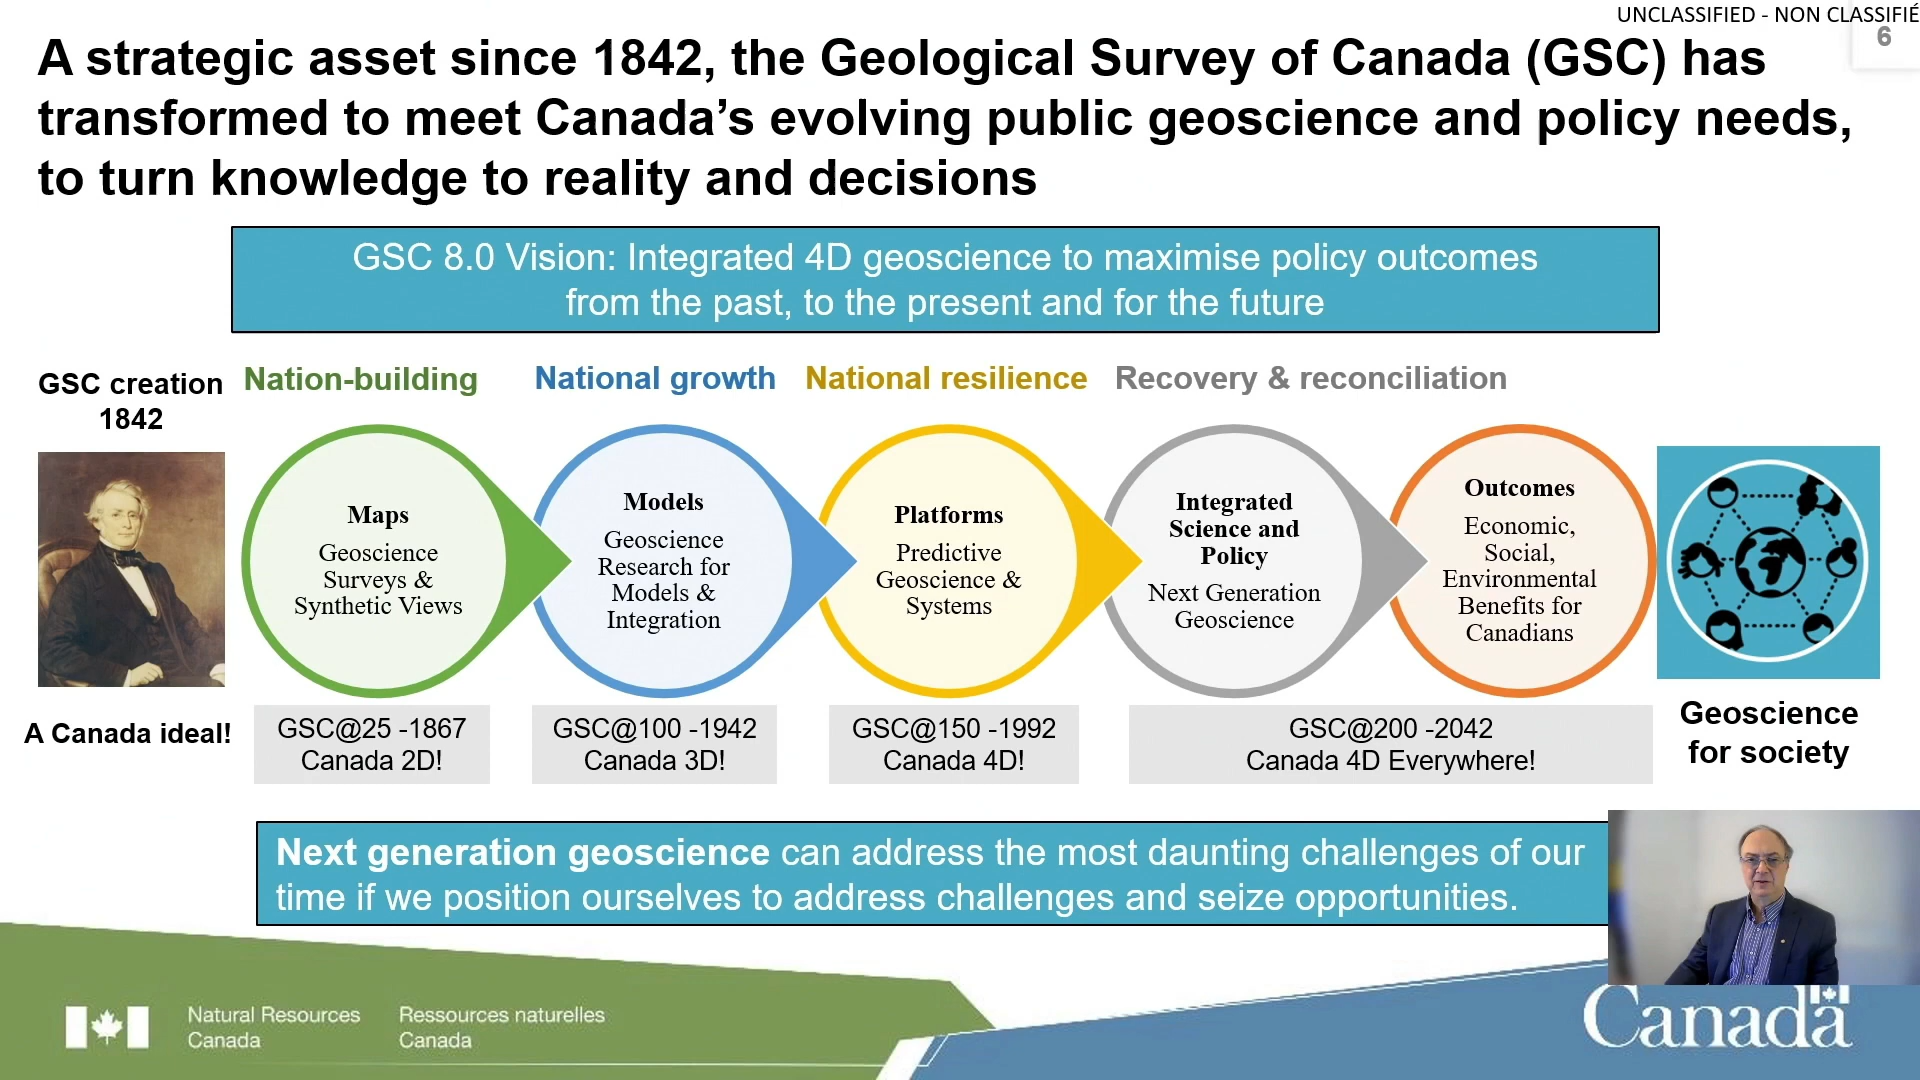 UNCLASSIFIED - NON CLASSIFIÉ
6
A strategic asset since 1842, the Geological Survey of Canada (GSC) has
transformed to meet Canada’s evolving public geoscience and policy needs,
to turn knowledge to reality and decisions
GSC 8.0 Vision: Integrated 4D geoscience to maximise policy outcomes
from the past, to the present and for the future
GSC creation
1842
A Canada ideal!
Nation-building
Maps
Geoscience
Surveys &
Synthetic Views
GSC@25 -1867
Canada 2D!
National growth
Models
Geoscience
Research for
Models &
Integration
GSC@100 -1942
Canada 3D!
National resilience
Platforms
Predictive
Geoscience &
Systems
GSC@150 -1992
Canada 4D!
Recovery & reconciliation
Integrated
Science and
Policy
Next Generation
Geoscience
Outcomes
Economic,
Social,
Environmental
Benefits for
Canadians
GSC@200 -2042
Canada 4D Everywhere!
Geoscience
for society
Next generation geoscience can address the most daunting challenges of our
time if we position ourselves to address challenges and seize opportunities.
Natural Resources
Canada
Ressources naturelles
Canada
Canada